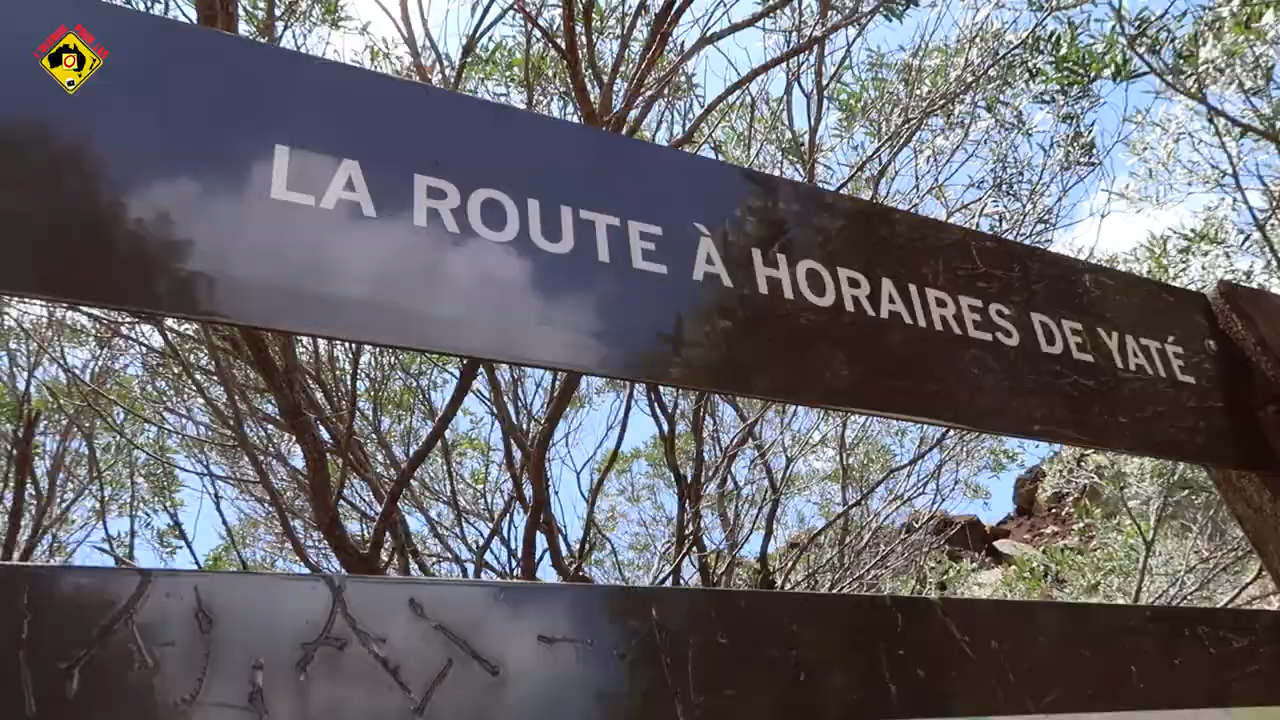 LA ROUTE À HORAIRES DE YATÉ